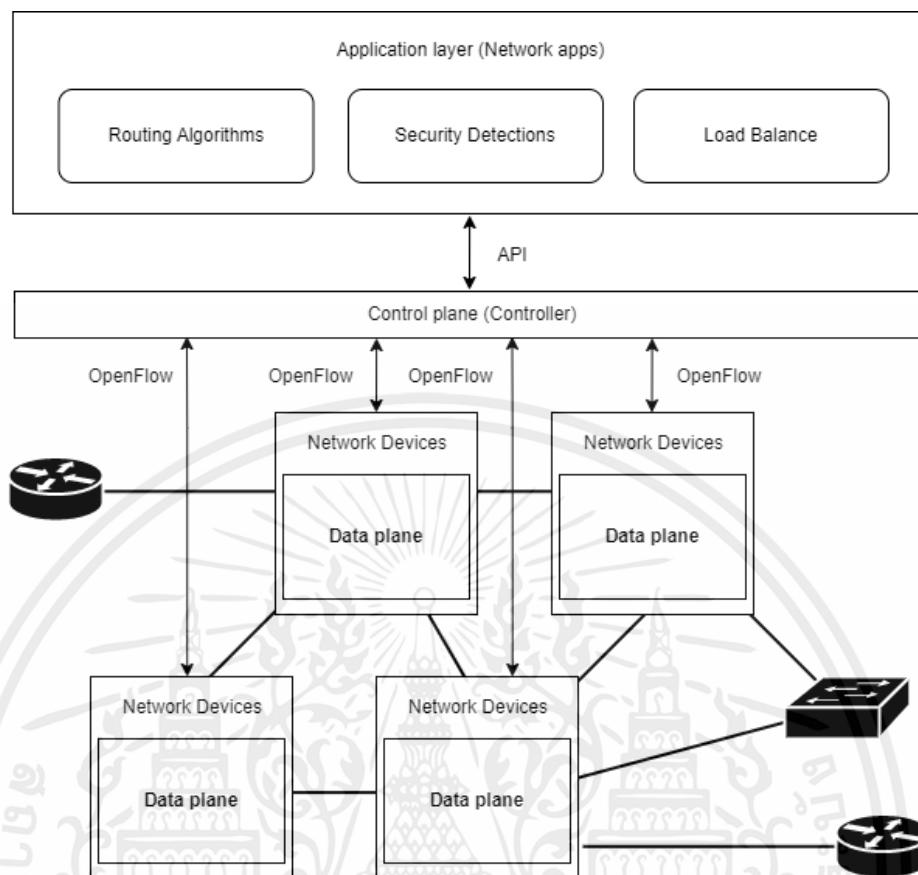 Application layer (Network apps)
Routing Algorithms
Security Detections
Load Balance
API
Control plane (Controller)
OpenFlow
OpenFlow
OpenFlow
OpenFlow
Network Devices
Network Devices
Data plane
Data plane
Network Devices
Network Devices
Data plane
Data plane